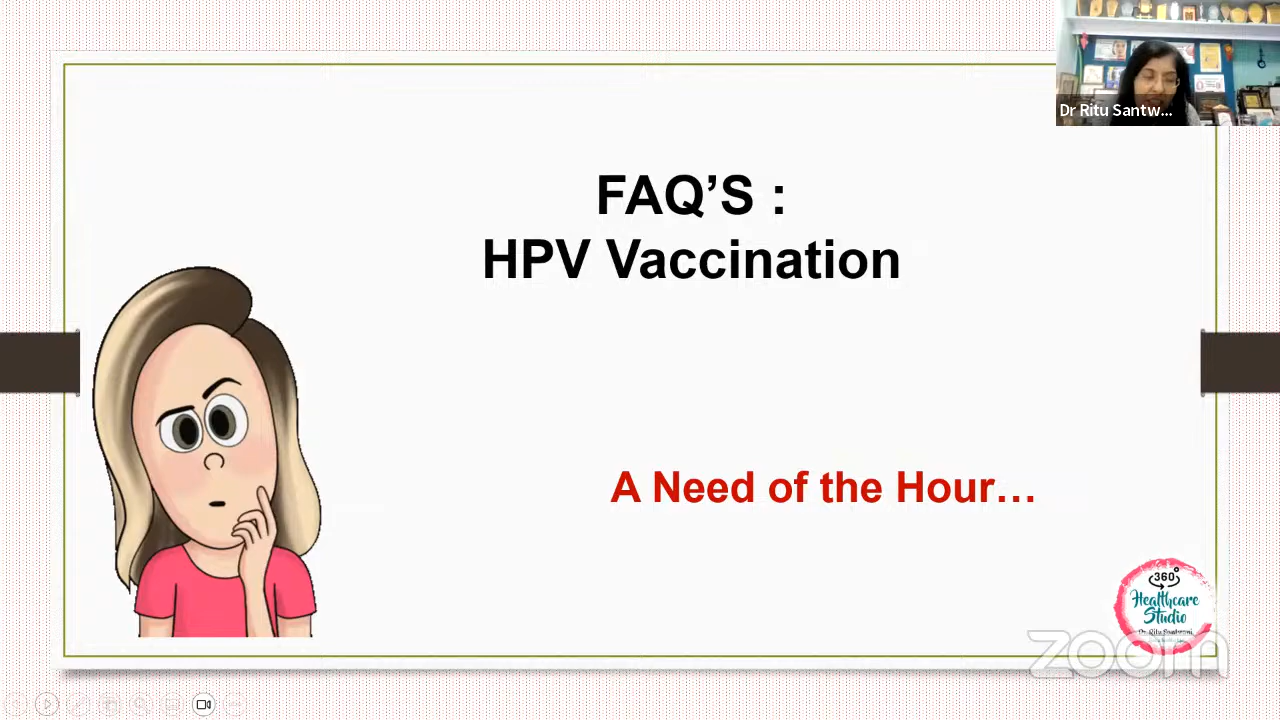 Dr Ritu Santw...
FAQ’S :
HPV Vaccination
A Need of the Hour...
360°
Healthcare
Studio
zoom